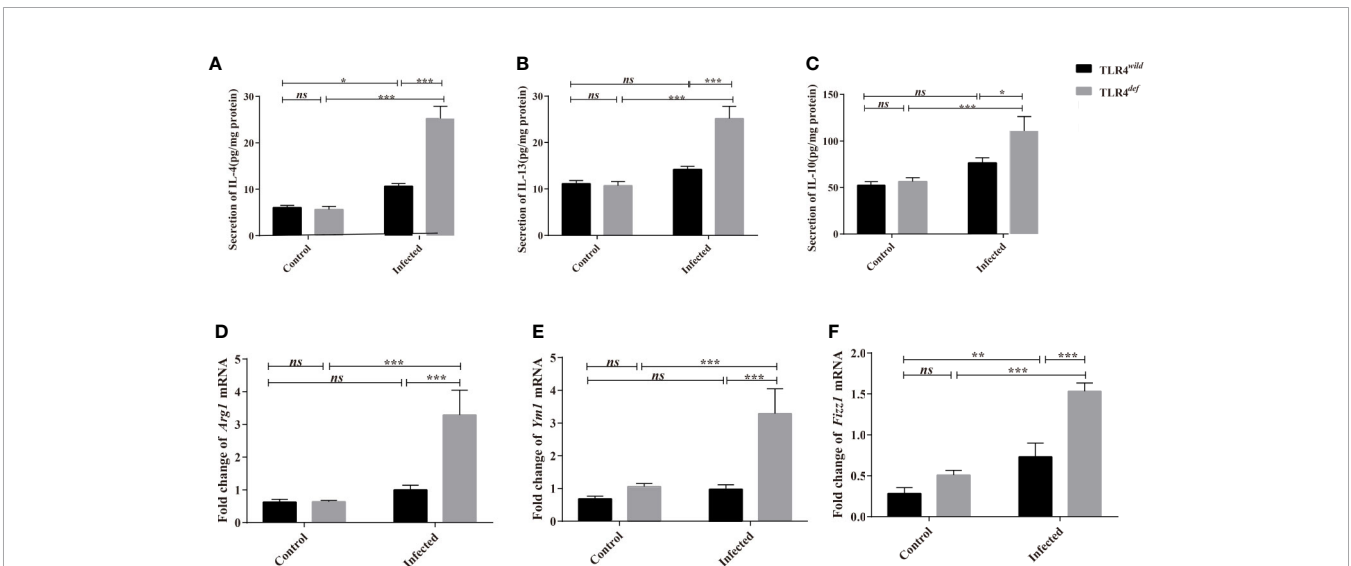 A
B
C
TLR4wild
TLR4def
* ***
ns ***
Secretion of IL-4(pg/mg protein)
30
20
10
0
Control
Infected
ns ***
ns ***
Secretion of IL-13(pg/mg protein)
30
20
10
0
Control
Infected
ns *
ns ***
Secretion of IL-10(pg/mg protein)
150
100
50
0
Control
Infected
D
E
F
ns ***
ns ***
Fold change of Arg1 mRNA
5
4
3
2
1
0
Control
Infected
ns ***
ns ***
Fold change of Ym1 mRNA
5
4
3
2
1
0
Control
Infected
** ***
ns ***
Fold change of Fizz1 mRNA
2.0
1.5
1.0
0.5
0.0
Control
Infected